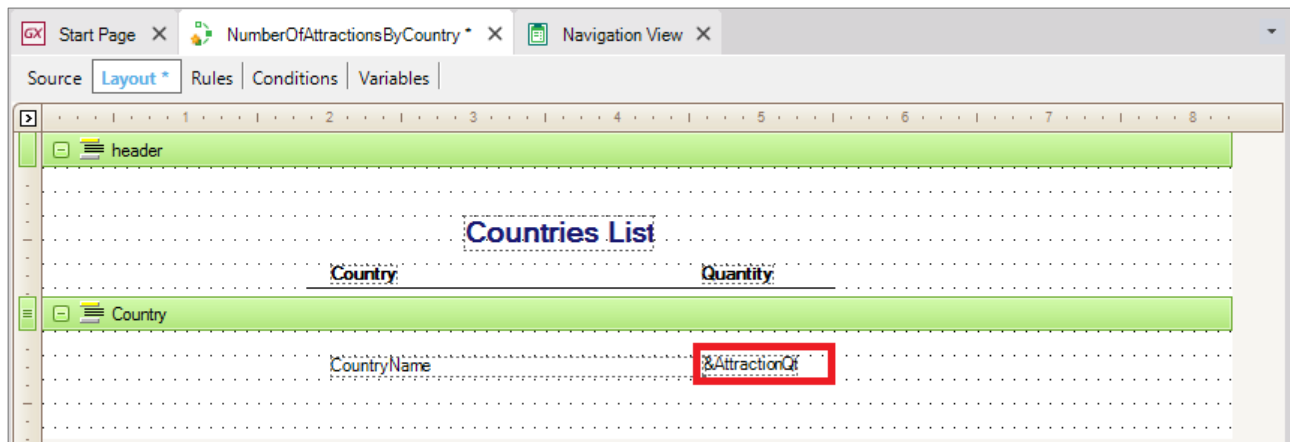 GX Start Page NumberOfAttractionsByCountry * Navigation View
Source Layout * Rules Conditions Variables
1 2 3 4 5 6 7 8
header
Countries List
Country Quantity
Country
CountryName &AttractionQt